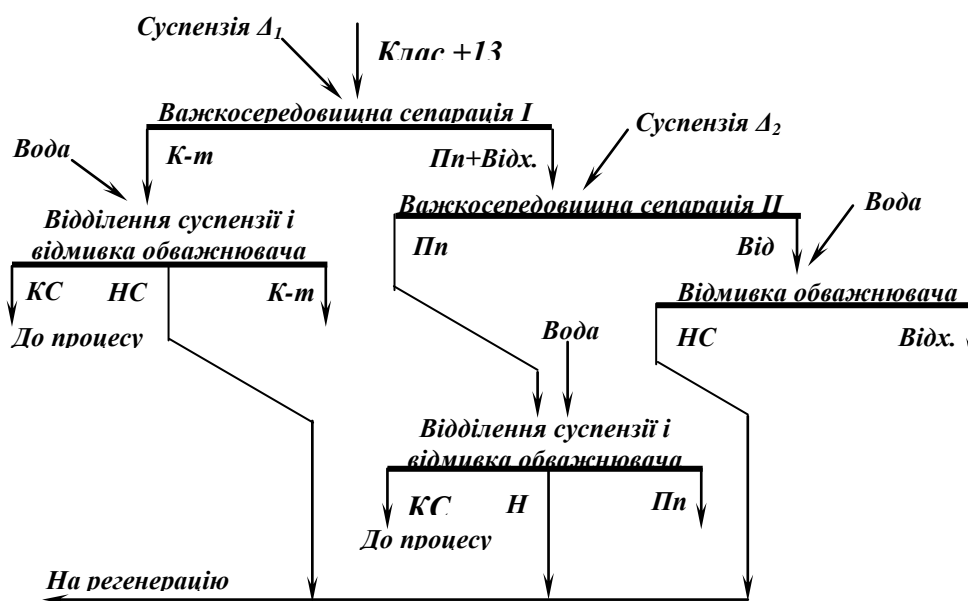 Суспензія Δ₁
Клас +13
Важкосередовищна сепарація I
Суспензія Δ₂
Вода
К-т
Пп+Відх.
Відділення суспензії і
відмивка обважнювача
Важкосередовищна сепарація II
Вода
Пп
Від
КС
НС
К-т
Відмивка обважнювача
До процесу
Вода
НС
Відх.
Відділення суспензії і
відмивка обважнювача
КС
Н
Пп
До процесу
На регенерацію